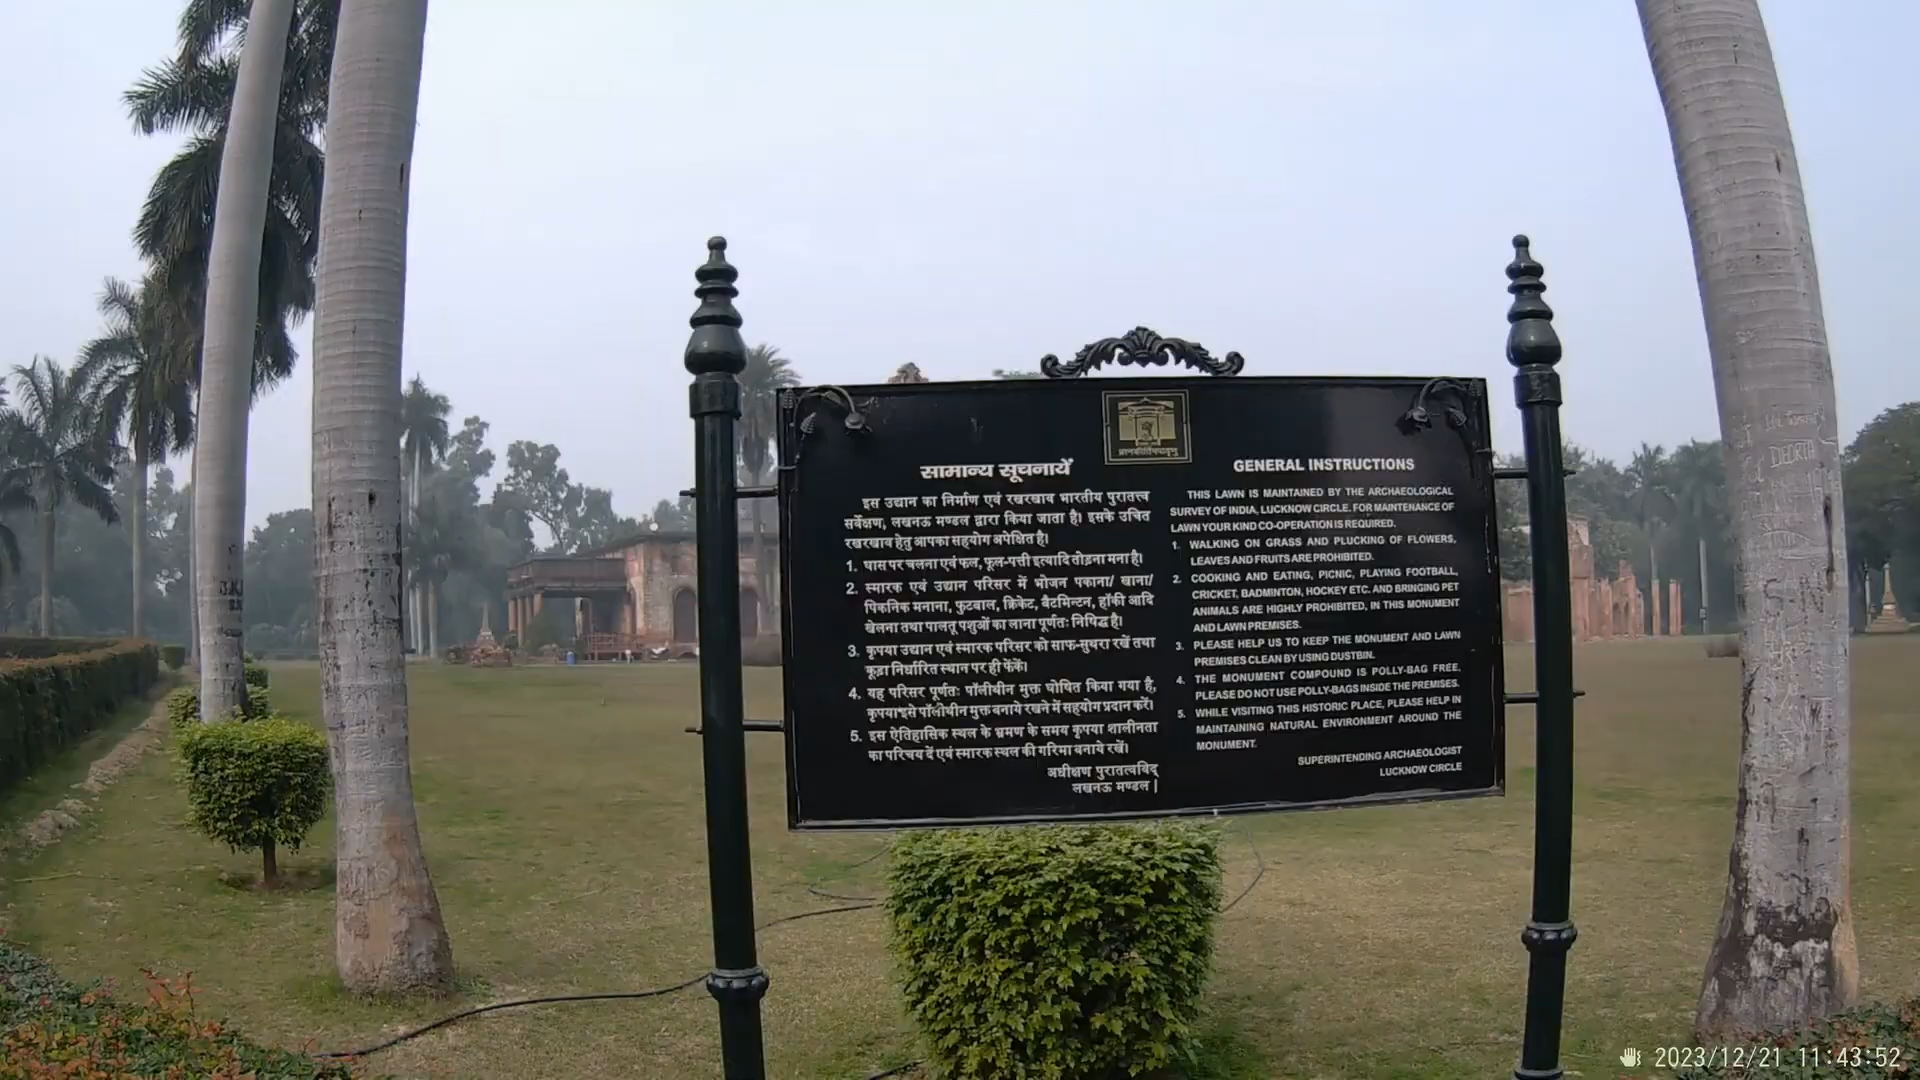 प्रत्नकीर्तिमपावृणु
सामान्य सूचनायें
इस उद्यान का निर्माण एवं रखरखाव भारतीय पुरातत्त्व
सर्वेक्षण, लखनऊ मण्डल द्वारा किया जाता है। इसके उचित
रखरखाव हेतु आपका सहयोग अपेक्षित है।
1. घास पर चलना एवं फल, फूल-पत्ती इत्यादि तोड़ना मना है।
2. स्मारक एवं उद्यान परिसर में भोजन पकाना/ खाना/
पिकनिक मनाना, फुटबाल, क्रिकेट, बैटमिन्टन, हॉकी आदि
खेलना तथा पालतू पशुओं का लाना पूर्णतः निषिद्ध है।
3. कृपया उद्यान एवं स्मारक परिसर को साफ-सुथरा रखें तथा
कूड़ा निर्धारित स्थान पर ही फेंकें।
4. यह परिसर पूर्णतः पॉलीथीन मुक्त घोषित किया गया है,
कृपया इसे पॉलीथीन मुक्त बनाये रखने में सहयोग प्रदान करें।
5. इस ऐतिहासिक स्थल के भ्रमण के समय कृपया शालीनता
का परिचय दें एवं स्मारक स्थल की गरिमा बनाये रखें।
अधीक्षण पुरातत्वविद्
लखनऊ मण्डल |
GENERAL INSTRUCTIONS
THIS LAWN IS MAINTAINED BY THE ARCHAEOLOGICAL
SURVEY OF INDIA, LUCKNOW CIRCLE. FOR MAINTENANCE OF
LAWN YOUR KIND CO-OPERATION IS REQUIRED.
1. WALKING ON GRASS AND PLUCKING OF FLOWERS,
LEAVES AND FRUITS ARE PROHIBITED.
2. COOKING AND EATING, PICNIC, PLAYING FOOTBALL,
CRICKET, BADMINTON, HOCKEY ETC. AND BRINGING PET
ANIMALS ARE HIGHLY PROHIBITED, IN THIS MONUMENT
AND LAWN PREMISES.
3. PLEASE HELP US TO KEEP THE MONUMENT AND LAWN
PREMISES CLEAN BY USING DUSTBIN.
4. THE MONUMENT COMPOUND IS POLLY-BAG FREE.
PLEASE DO NOT USE POLLY-BAGS INSIDE THE PREMISES.
5. WHILE VISITING THIS HISTORIC PLACE, PLEASE HELP IN
MAINTAINING NATURAL ENVIRONMENT AROUND THE
MONUMENT.
SUPERINTENDING ARCHAEOLOGIST
LUCKNOW CIRCLE
2023/12/21 11:43:52